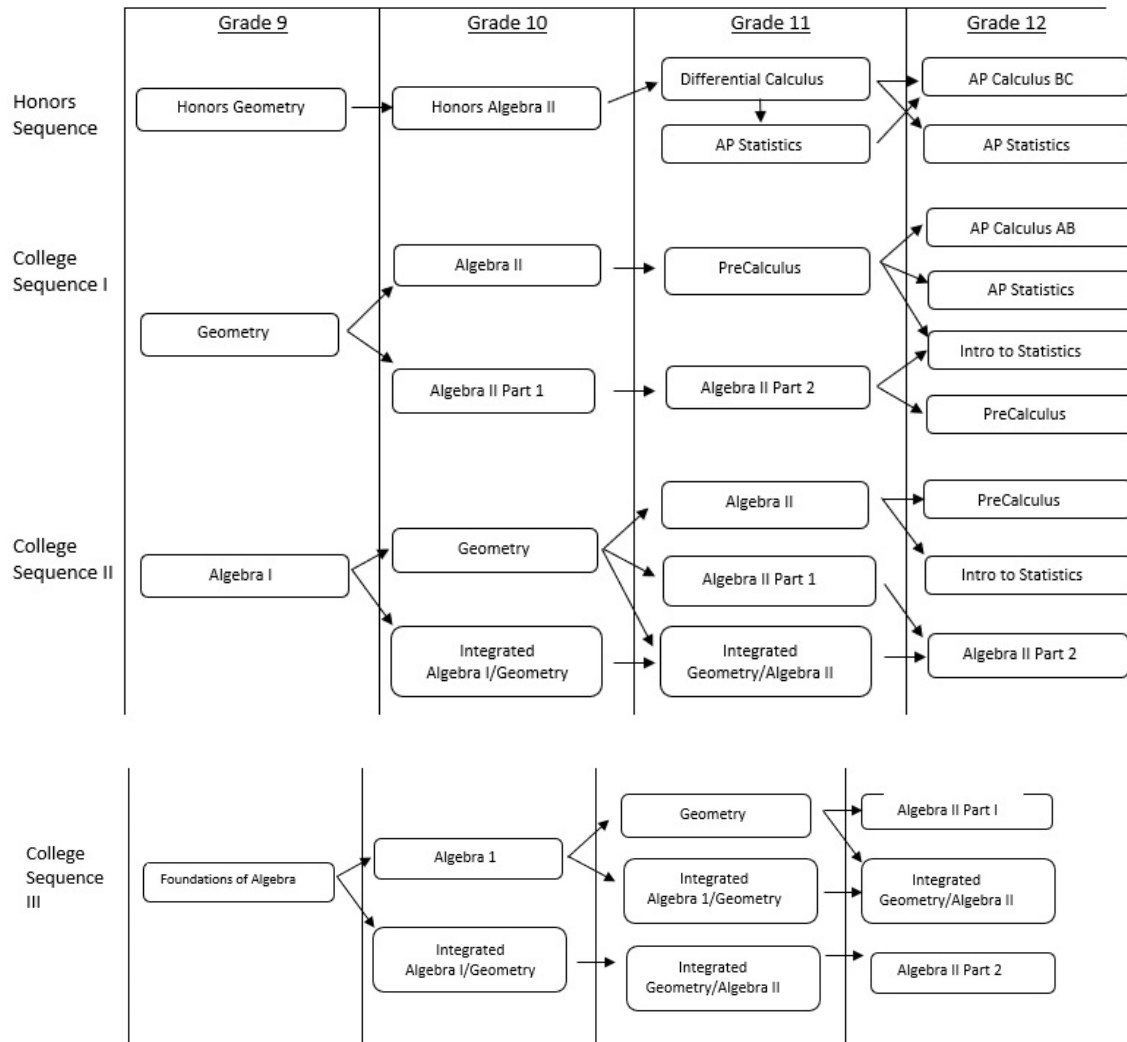 Grade 9
Grade 10
Grade 11
Grade 12
Honors
Sequence
Honors Geometry
Honors Algebra II
Differential Calculus
AP Statistics
AP Calculus BC
AP Statistics
College
Sequence I
Geometry
Algebra II
Algebra II Part 1
PreCalculus
Algebra II Part 2
AP Calculus AB
AP Statistics
Intro to Statistics
PreCalculus
College
Sequence II
Algebra I
Geometry
Integrated
Algebra I/Geometry
Algebra II
Algebra II Part 1
Integrated
Geometry/Algebra II
PreCalculus
Intro to Statistics
Algebra II Part 2
College
Sequence
III
Foundations of Algebra
Algebra 1
Integrated
Algebra I/Geometry
Geometry
Integrated
Algebra 1/Geometry
Integrated
Geometry/Algebra II
Algebra II Part I
Integrated
Geometry/Algebra II
Algebra II Part 2